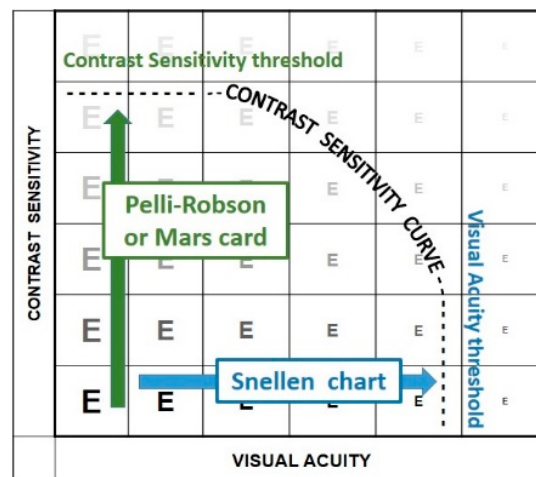 E E E E E E
Contrast Sensitivity threshold
E E E E E E
CONTRAST SENSITIVITY CURVE
E E E E E E
Pelli-Robson
or Mars card
E E E E E E
Visual Acuity threshold
E E E E E E
Snellen chart
E E E E E E
CONTRAST SENSITIVITY
VISUAL ACUITY